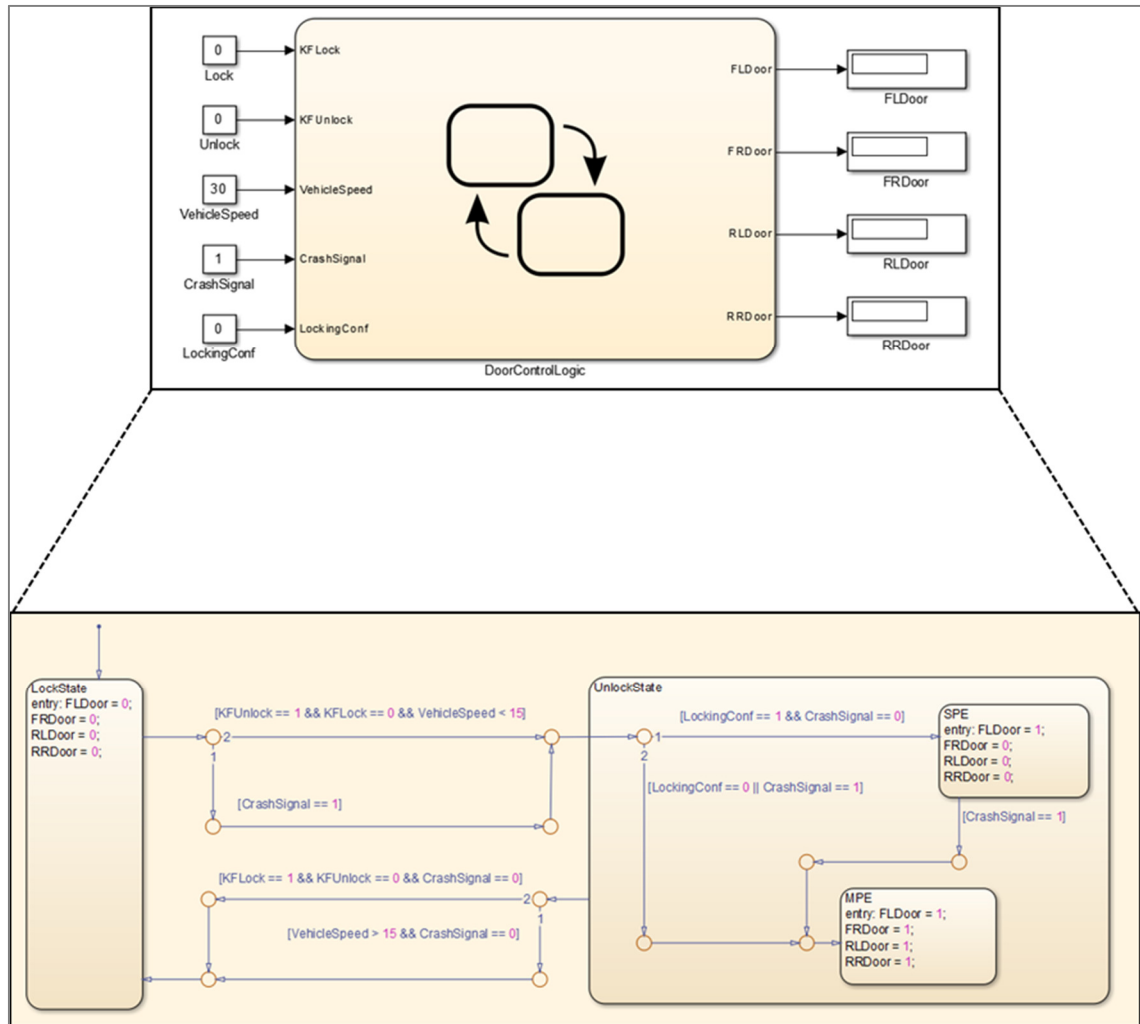 0
KFLock
Lock
0
KFUnlock
Unlock
30
VehicleSpeed
VehicleSpeed
1
CrashSignal
CrashSignal
0
LockingConf
LockingConf
FLDoor
FLDoor
FRDoor
FRDoor
RLDoor
RLDoor
RRDoor
RRDoor
DoorControlLogic
LockState
entry: FLDoor = 0;
FRDoor = 0;
RLDoor = 0;
RRDoor = 0;
[KFUnlock == 1 && KFLock == 0 && VehicleSpeed < 15]
2
1
[CrashSignal == 1]
[KFLock == 1 && KFUnlock == 0 && CrashSignal == 0]
2
1
[VehicleSpeed > 15 && CrashSignal == 0]
UnlockState
[LockingConf == 1 && CrashSignal == 0]
1
2
[LockingConf == 0 || CrashSignal == 1]
SPE
entry: FLDoor = 1;
FRDoor = 0;
RLDoor = 0;
RRDoor = 0;
[CrashSignal == 1]
MPE
entry: FLDoor = 1;
FRDoor = 1;
RLDoor = 1;
RRDoor = 1;